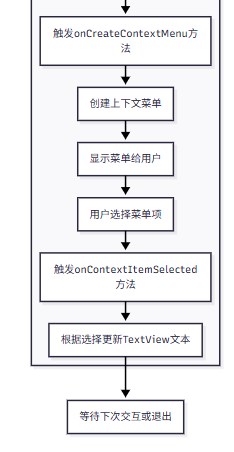 触发onCreateContextMenu方
法
创建上下文菜单
显示菜单给用户
用户选择菜单项
触发onContextItemSelected
方法
根据选择更新TextView文本
等待下次交互或退出